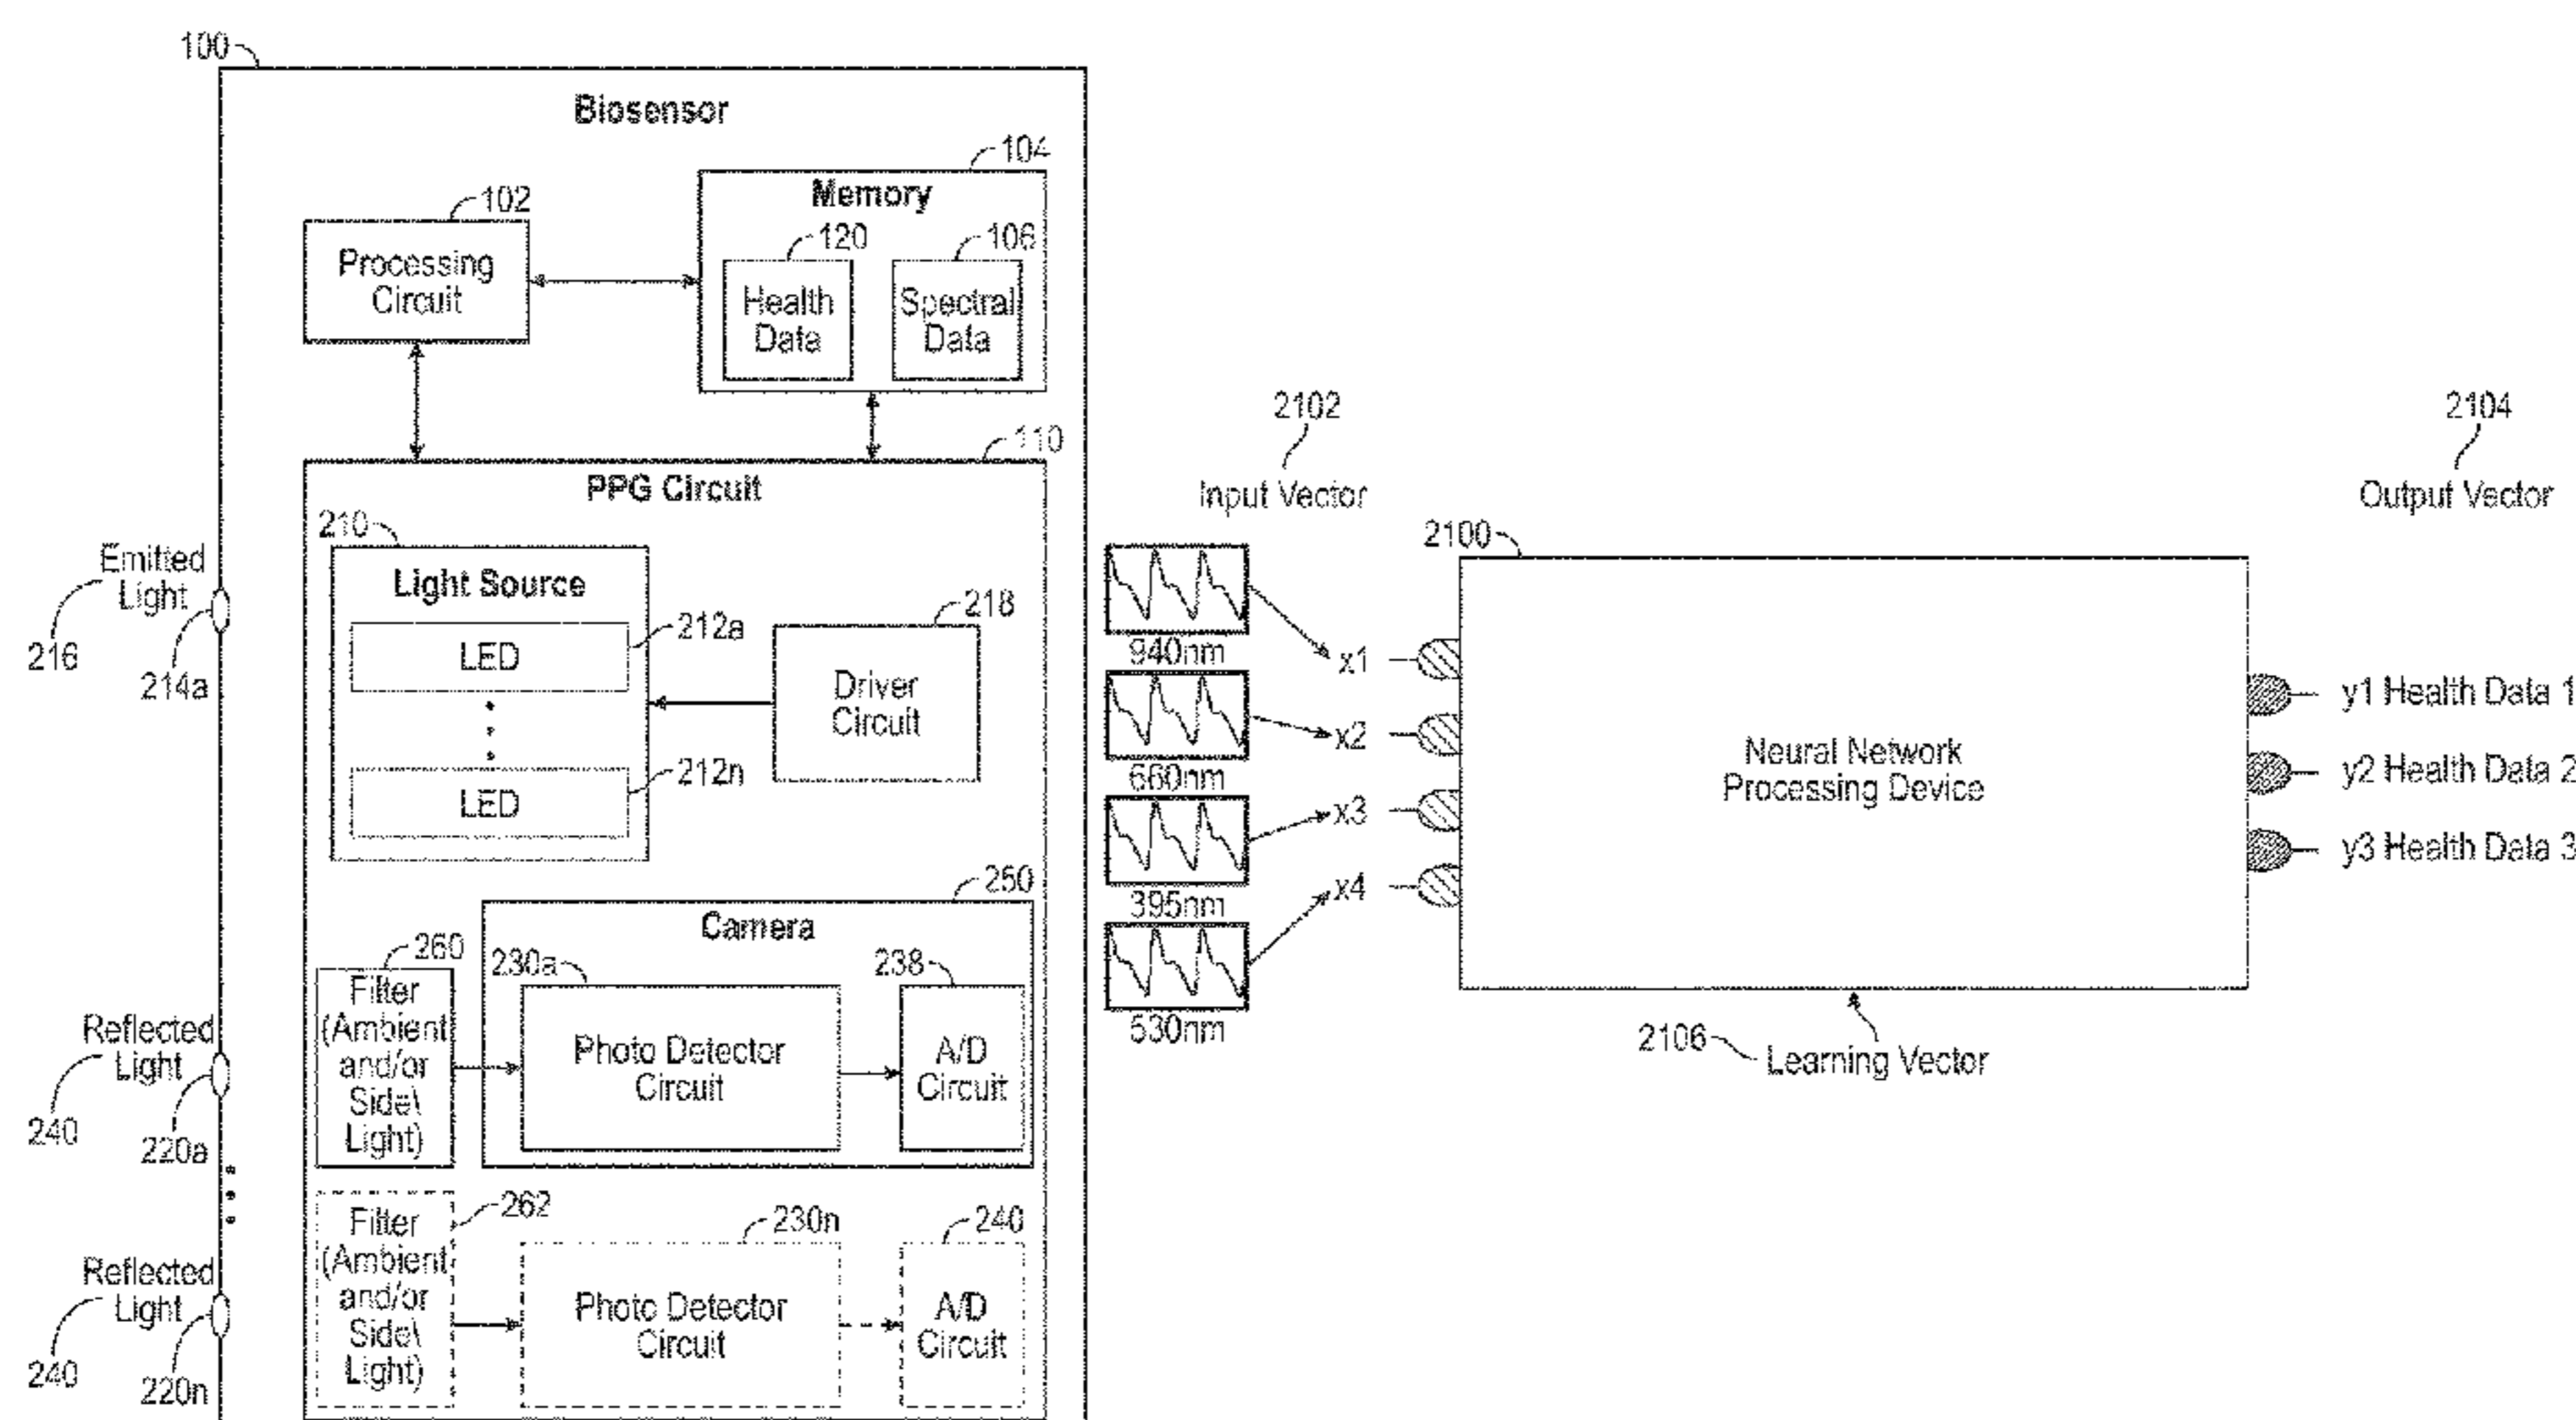 100
Biosensor
104
Memory
102
Processing
Circuit
120
Health
Data
106
Spectral
Data
110
PPG Circuit
210
Light Source
212a
LED
212n
LED
218
Driver
Circuit
Emitted
Light
216
214a
250
Camera
260
Filter
(Ambient
and/or
Side\
Light)
230a
Photo Detector
Circuit
238
A/D
Circuit
Reflected
Light
240
220a
262
Filter
(Ambient
and/or
Side\
Light)
230n
Photo Detector
Circuit
240
A/D
Circuit
Reflected
Light
240
220n
2102
Input Vector
940nm
660nm
395nm
530nm
x1
x2
x3
x4
2100
Neural Network
Processing Device
2106
Learning Vector
2104
Output Vector
y1 Health Data 1
y2 Health Data 2
y3 Health Data 3